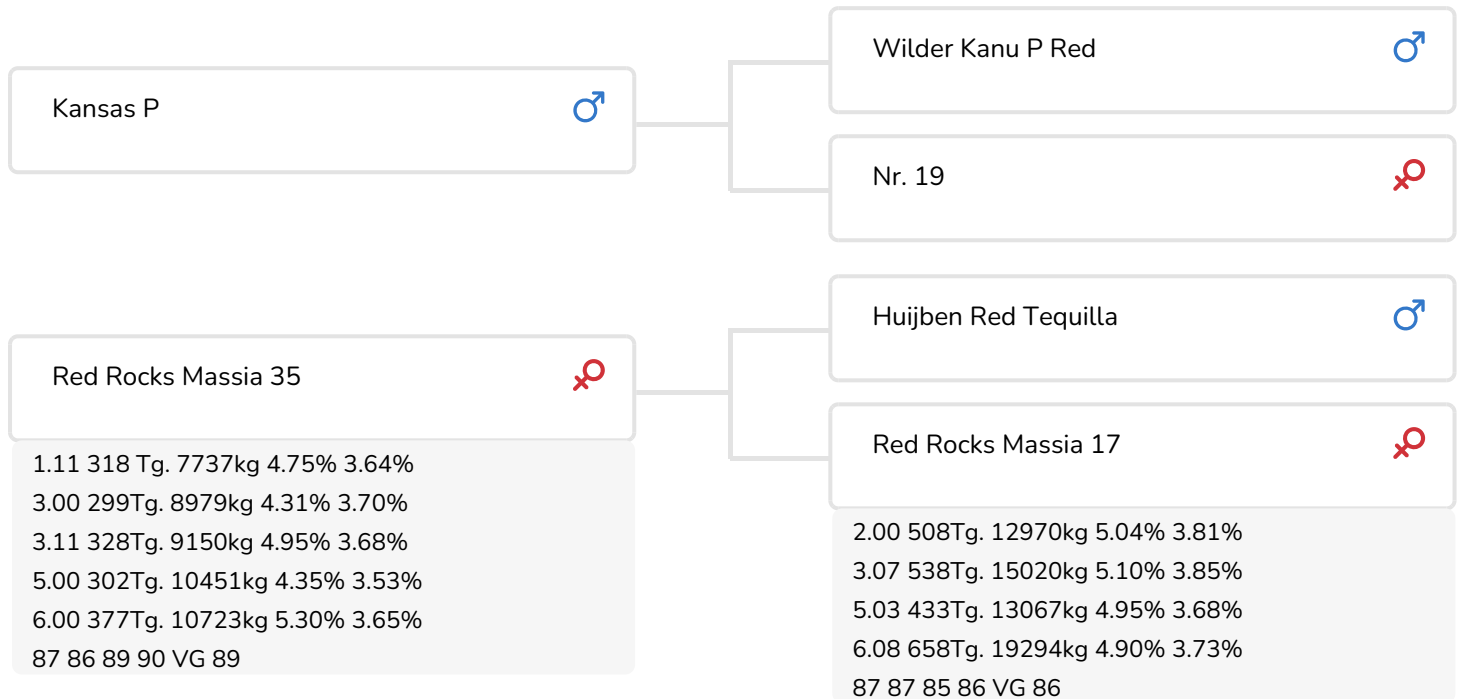 Kansas P
Wilder Kanu P Red
Nr. 19
Red Rocks Massia 35
1.11 318 Tg. 7737kg 4.75% 3.64%
3.00 299Tg. 8979kg 4.31% 3.70%
3.11 328Tg. 9150kg 4.95% 3.68%
5.00 302Tg. 10451kg 4.35% 3.53%
6.00 377Tg. 10723kg 5.30% 3.65%
87 86 89 90 VG 89
Huijben Red Tequilla
Red Rocks Massia 17
2.00 508Tg. 12970kg 5.04% 3.81%
3.07 538Tg. 15020kg 5.10% 3.85%
5.03 433Tg. 13067kg 4.95% 3.68%
6.08 658Tg. 19294kg 4.90% 3.73%
87 87 85 86 VG 86